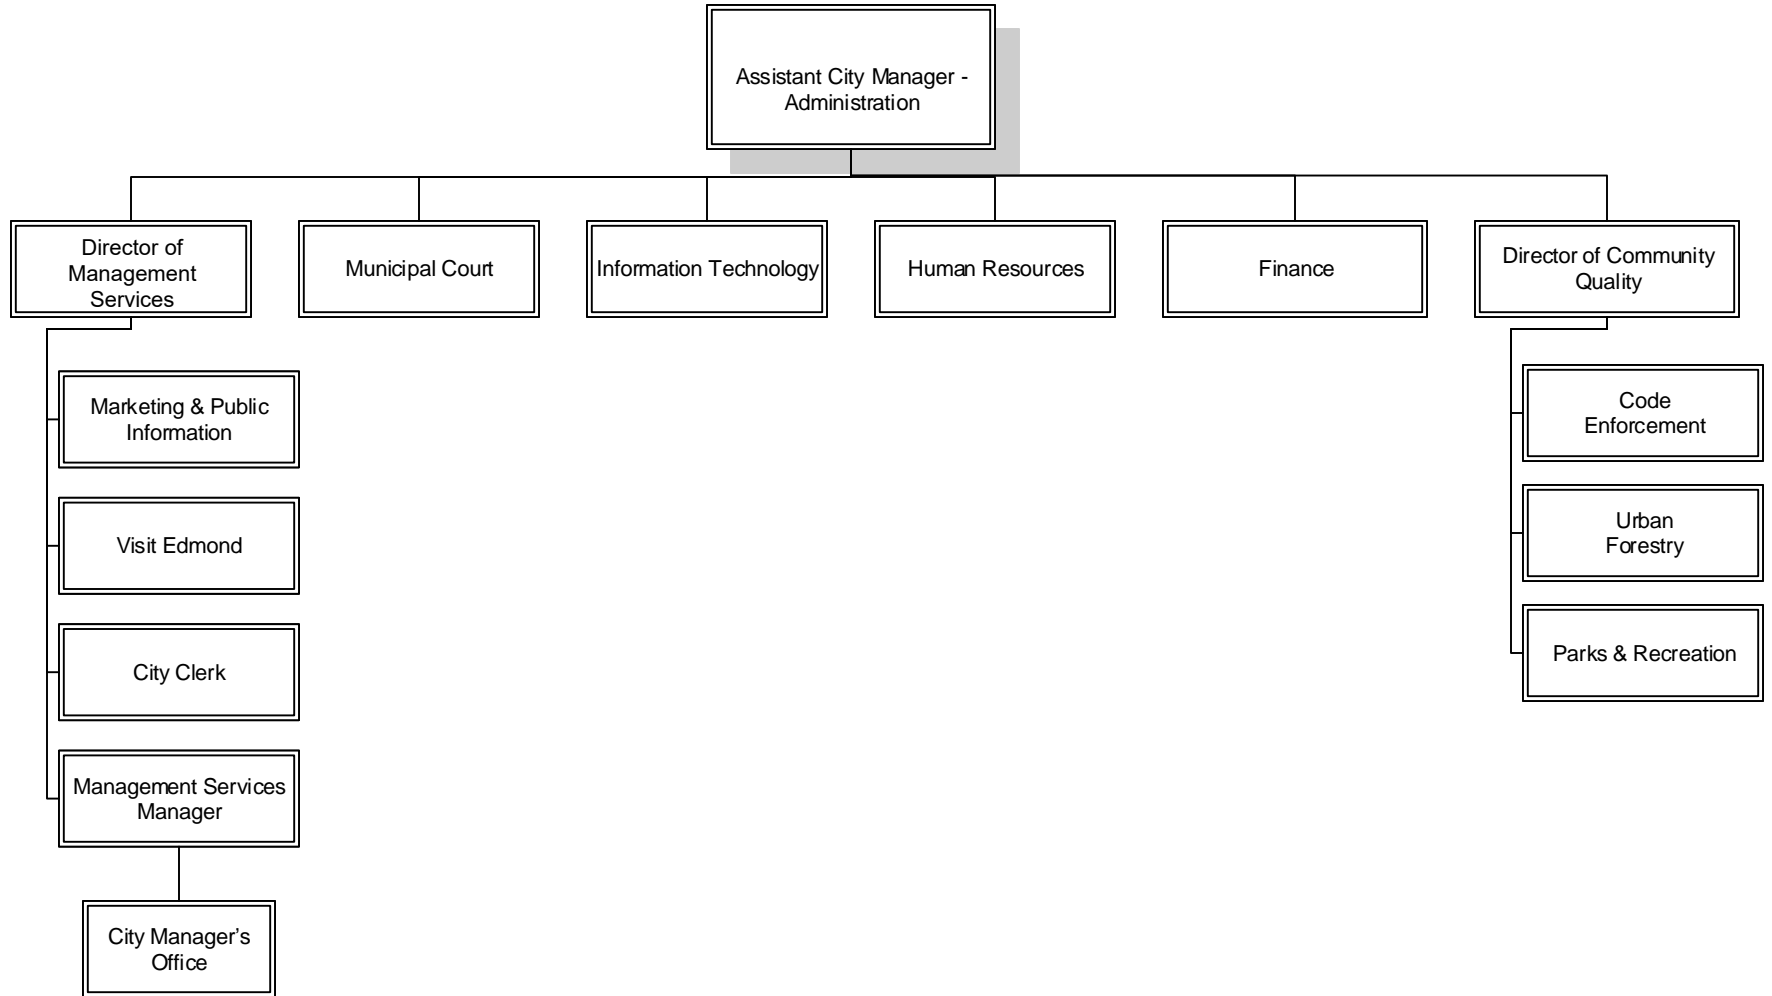 Assistant City Manager -
Administration
Director of
Management
Services
Municipal Court
Information Technology
Human Resources
Finance
Director of Community
Quality
Marketing & Public
Information
Visit Edmond
City Clerk
Management Services
Manager
City Manager’s
Office
Code
Enforcement
Urban
Forestry
Parks & Recreation